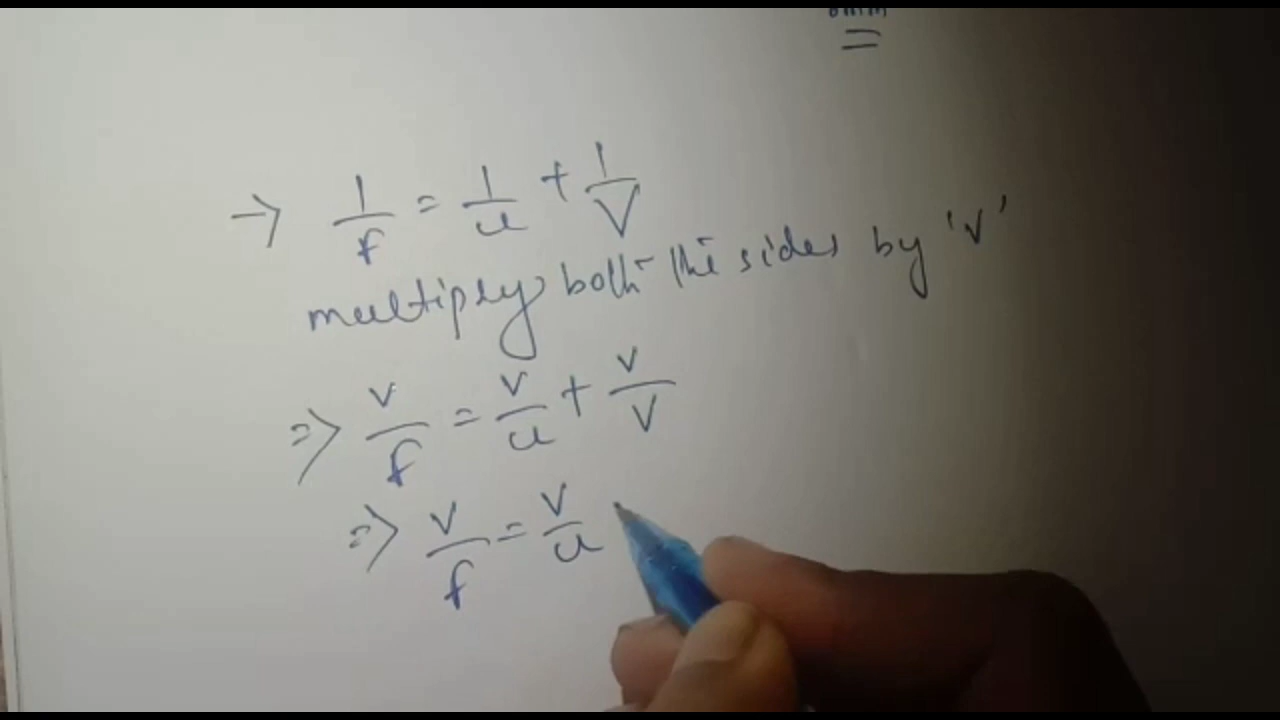 =
→ 1/f = 1/u + 1/V
multiply both the sides by 'v'
⇒ v/f = v/u + v/v
⇒ v/f = v/u